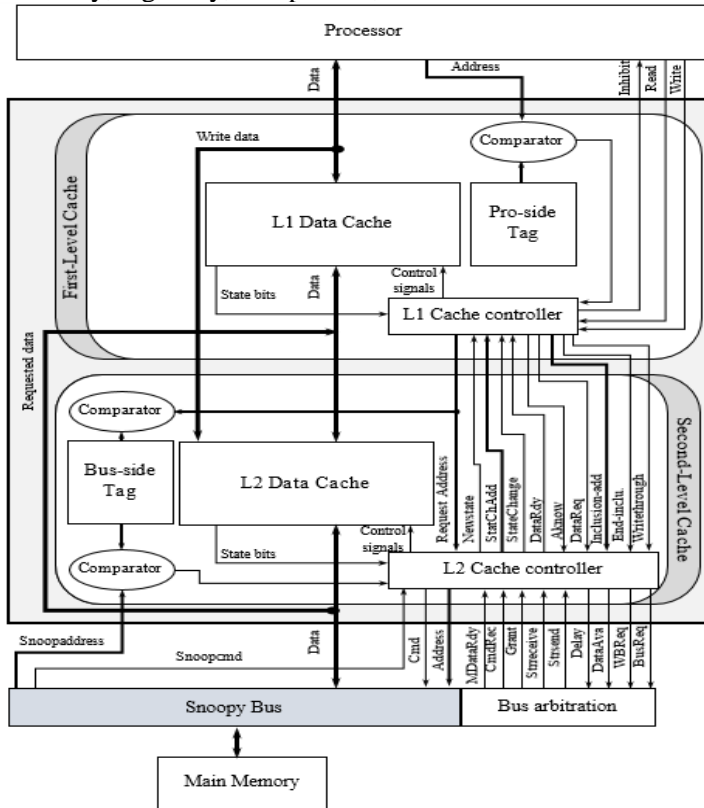 Processor
Data
Address
Inhibit
Read
Write
Write data
Comparator
First-Level Cache
L1 Data Cache
Pro-side
Tag
State bits
Data
Control
signals
L1 Cache controller
Requested data
Comparator
Bus-side
Tag
L2 Data Cache
Request Address
Newstate
StatChAdd
StateChange
DataRdy
Aknow
DataReq
Inclusion-add
End-inclu.
Writethrough
Second-Level Cache
State bits
Control
signals
Comparator
L2 Cache controller
Snoopaddress
Snoopcmd
Data
Cmd
Address
MDataRdy
CmdRec
Grant
Strreceive
Strsend
Delay
DataAva
WBReq
BusReq
Snoopy Bus
Bus arbitration
Main Memory